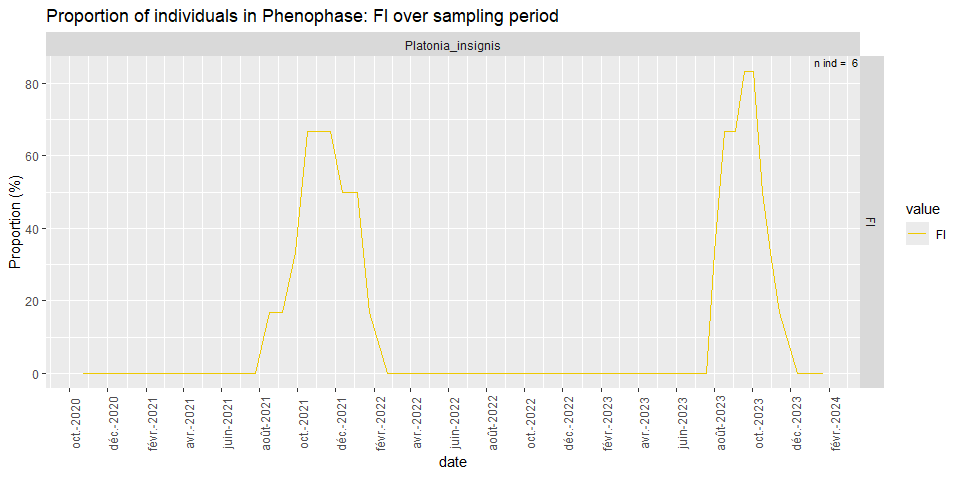 Proportion of individuals in Phenophase: Fl over sampling period
Platonia_insignis
n ind = 6
80
60
40
20
0
Proportion (%)
Fl
value
Fl
oct.-2020
déc.-2020
févr.-2021
avr.-2021
juin-2021
août-2021
oct.-2021
déc.-2021
févr.-2022
avr.-2022
juin-2022
août-2022
oct.-2022
déc.-2022
févr.-2023
avr.-2023
juin-2023
août-2023
oct.-2023
déc.-2023
févr.-2024
date